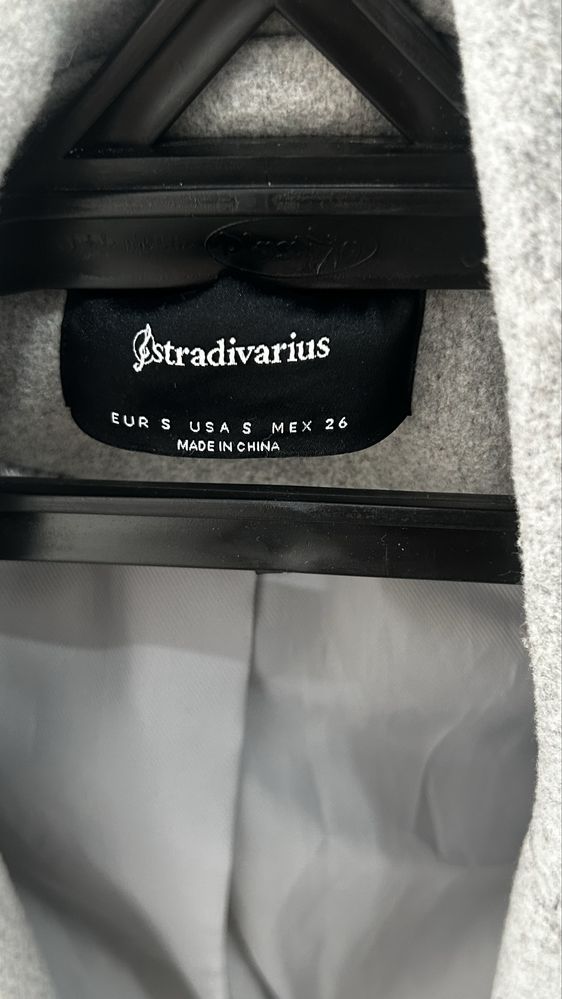 stradivarius
EUR S USA S MEX 26
MADE IN CHINA